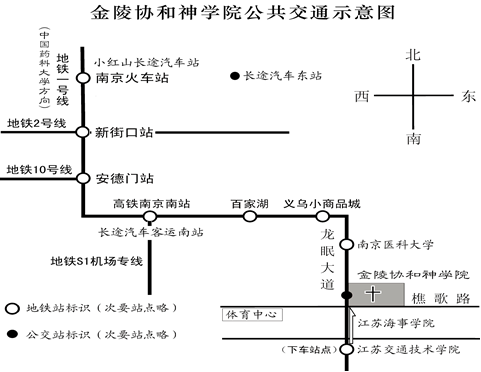 金陵协和神学院公共交通示意图
(中国药科大学方向)
地铁一号线
小红山长途汽车站
南京火车站
长途汽车东站
北
西
东
南
地铁2号线
新街口站
地铁10号线
安德门站
高铁南京南站
百家湖
义乌小商品城
长途汽车客运南站
地铁S1机场专线
龙眠大道
南京医科大学
金陵协和神学院
樵歌路
地铁站标识（次要站点略）
体育中心
江苏海事学院
公交站标识（次要站点略）
(下车站点)
江苏交通技术学院